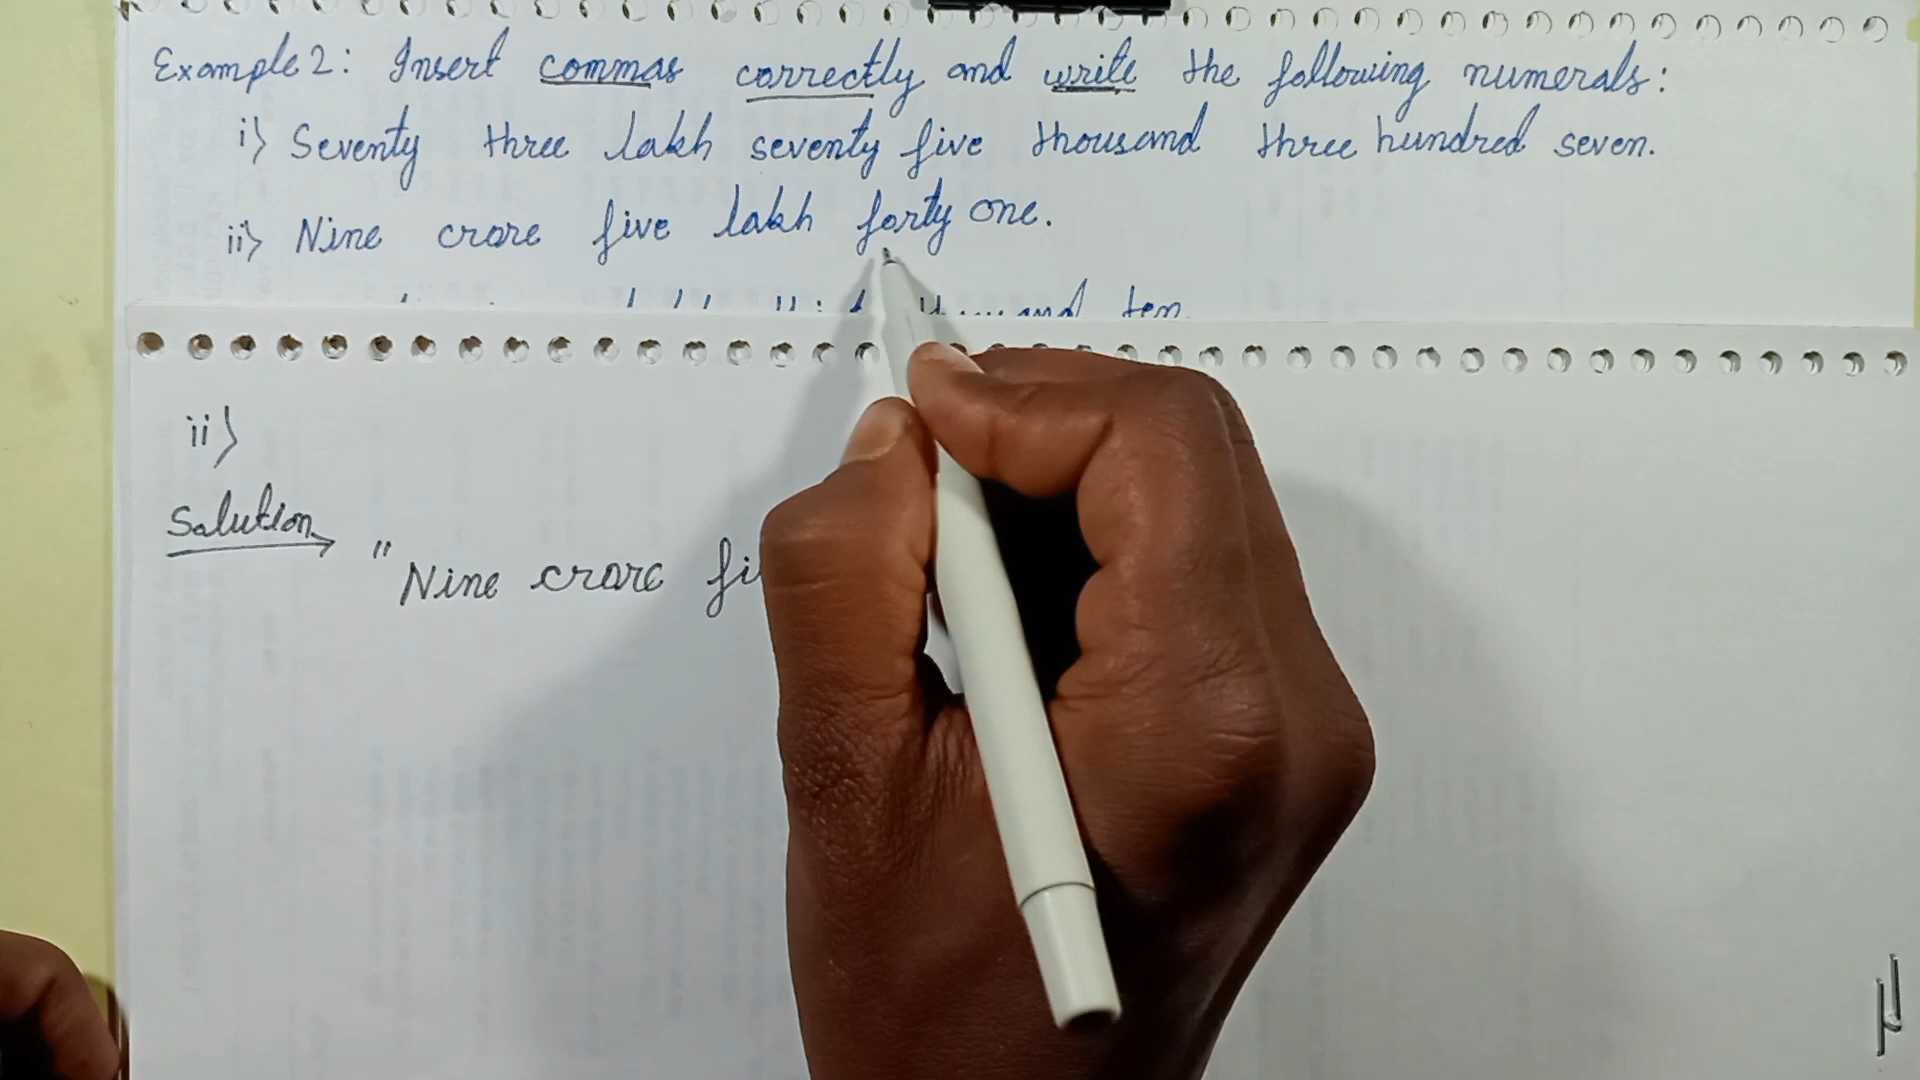 Example 2: Insert commas correctly and write the following numerals:
i) Seventy three lakh seventy five thousand three hundred seven.
ii) Nine crore five lakh forty one.
ten
ii)
Solution
" Nine crore fi